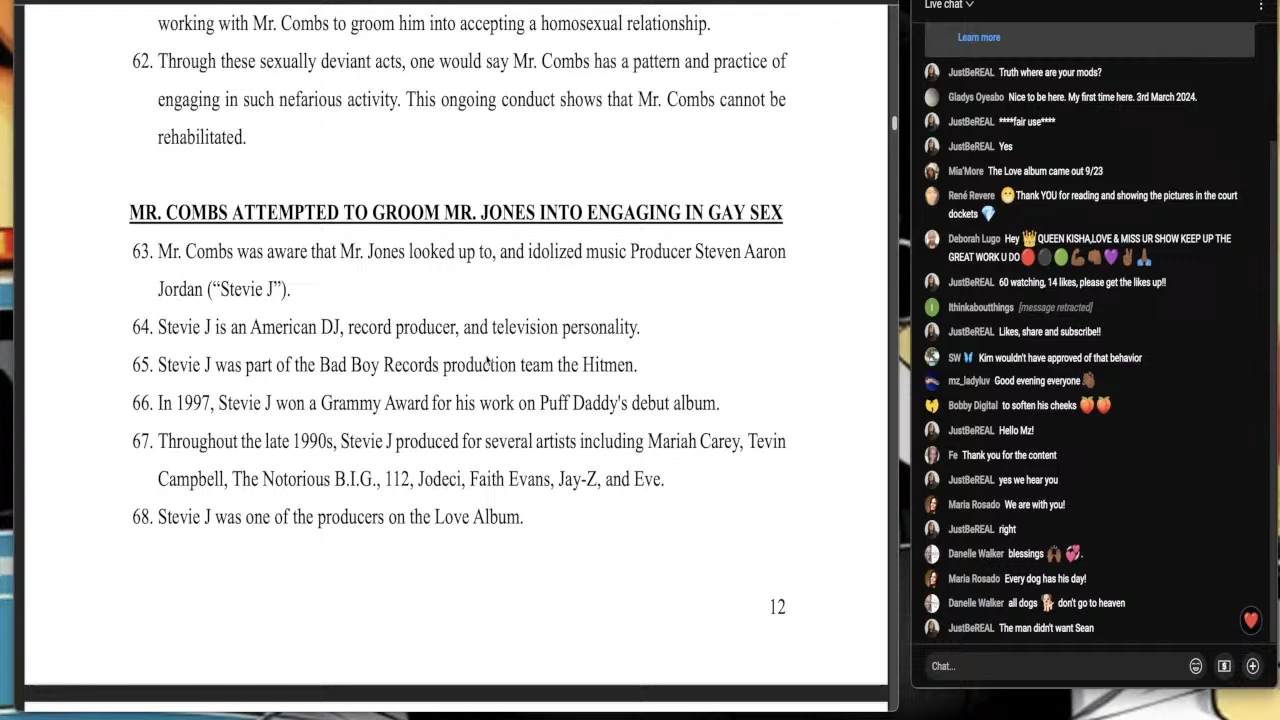 working with Mr. Combs to groom him into accepting a homosexual relationship.
62. Through these sexually deviant acts, one would say Mr. Combs has a pattern and practice of
engaging in such nefarious activity. This ongoing conduct shows that Mr. Combs cannot be
rehabilitated.
MR. COMBS ATTEMPTED TO GROOM MR. JONES INTO ENGAGING IN GAY SEX
63. Mr. Combs was aware that Mr. Jones looked up to, and idolized music Producer Steven Aaron
Jordan (“Stevie J”).
64. Stevie J is an American DJ, record producer, and television personality.
65. Stevie J was part of the Bad Boy Records production team the Hitmen.
66. In 1997, Stevie J won a Grammy Award for his work on Puff Daddy's debut album.
67. Throughout the late 1990s, Stevie J produced for several artists including Mariah Carey, Tevin
Campbell, The Notorious B.I.G., 112, Jodeci, Faith Evans, Jay-Z, and Eve.
68. Stevie J was one of the producers on the Love Album.
12
Live chat
Learn more
JustBeREAL Truth where are your mods?
Gladys Oyeabo Nice to be here. My first time here. 3rd March 2024.
JustBeREAL ****fair use****
JustBeREAL Yes
Mia'More The Love album came out 9/23
René Revere 😁Thank YOU for reading and showing the pictures in the court
dockets 💎
Deborah Lugo Hey 👑QUEEN KISHA,LOVE & MISS UR SHOW KEEP UP THE
GREAT WORK U DO🔴⚫🟢💪🏾👊🏾💜✌🏾🙏🏾
60 watching, 14 likes, please get the likes up!!
I Ithinkaboutthings [message retracted]
JustBeREAL Likes, share and subscribe!!
SW 🦋 Kim wouldn't have approved of that behavior
mz_ladyluv Good evening everyone👋🏾
Bobby Digital to soften his cheeks 🍑🍑
JustBeREAL Hello Mz!
Fe Thank you for the content
JustBeREAL yes we hear you
Maria Rosado We are with you!
JustBeREAL right
Danelle Walker blessings 🙌🏾 💞.
Maria Rosado Every dog has his day!
Danelle Walker all dogs 🐕 don't go to heaven
JustBeREAL The man didn't want Sean
Chat...